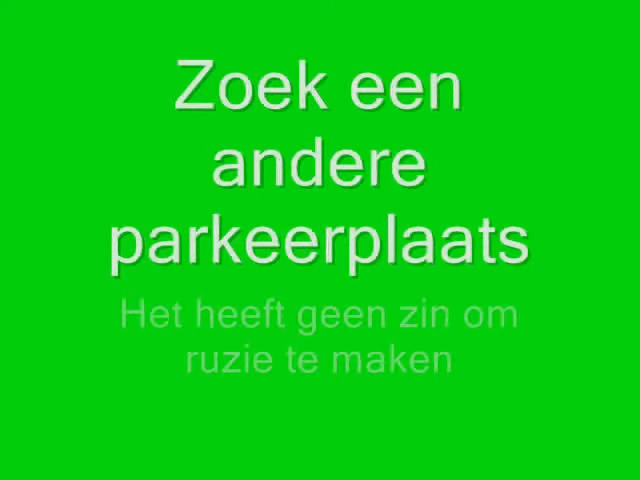 Zoek een
andere
parkeerplaats
Het heeft geen zin om
ruzie te maken